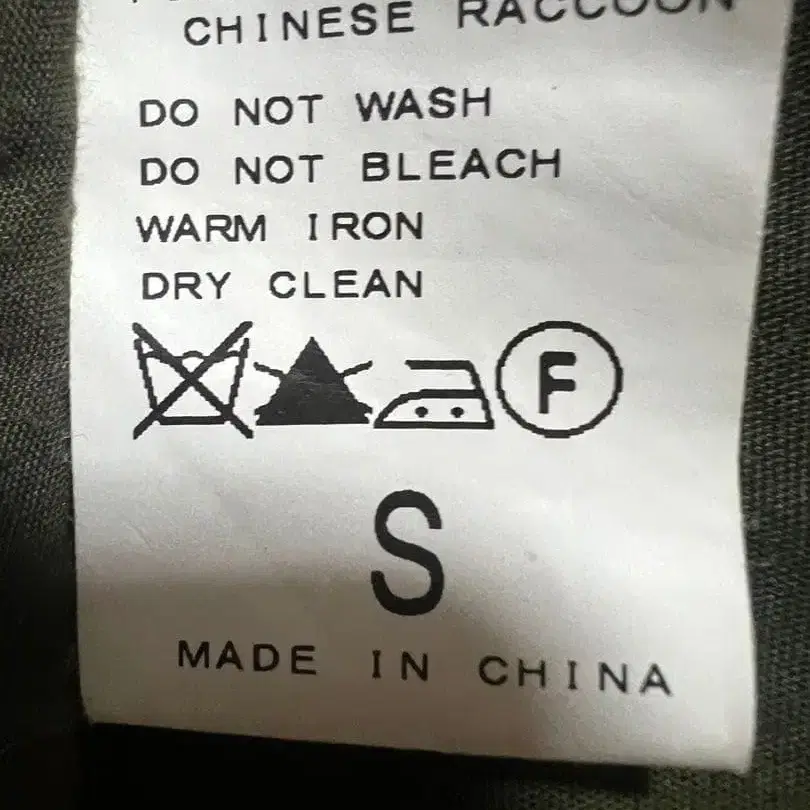 CHINESE RACCOON
DO NOT WASH
DO NOT BLEACH
WARM IRON
DRY CLEAN
F
S
MADE IN CHINA